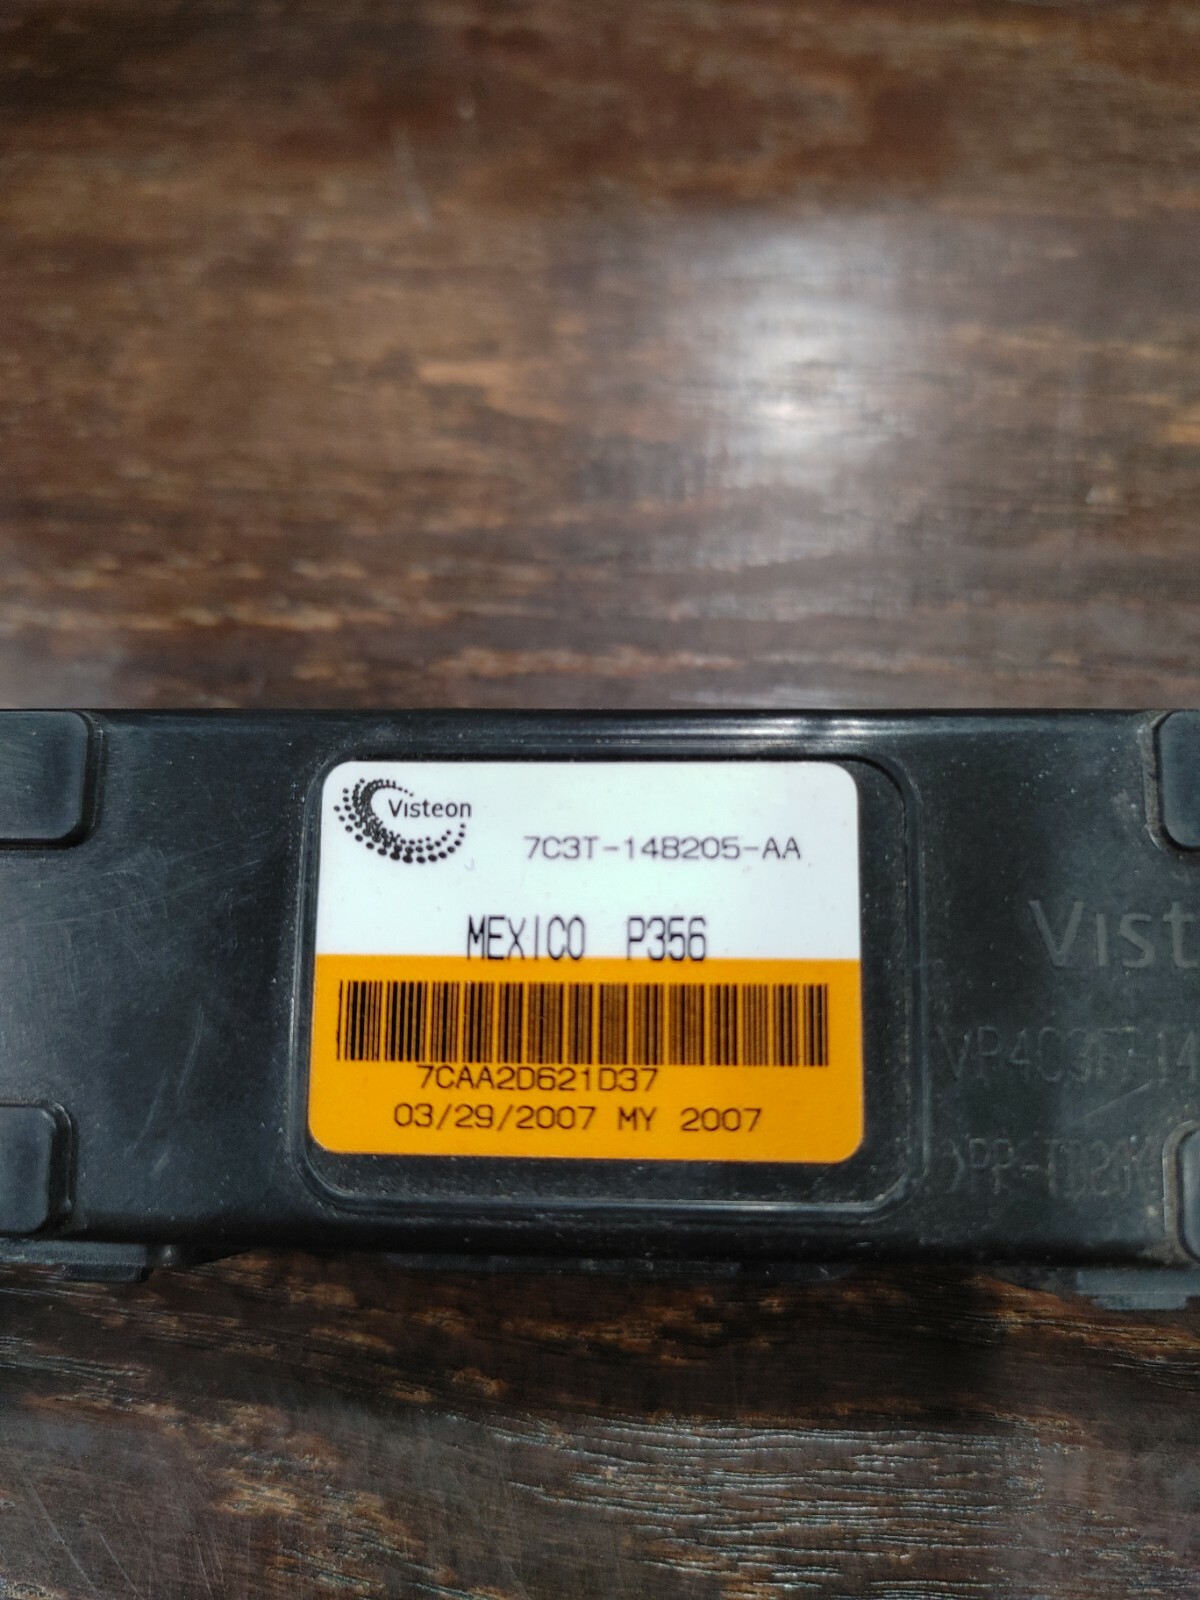 Visteon
7C3T-14B205-AA
MEXICO P356
7CAA2D621D37
03/29/2007 MY 2007
Vist